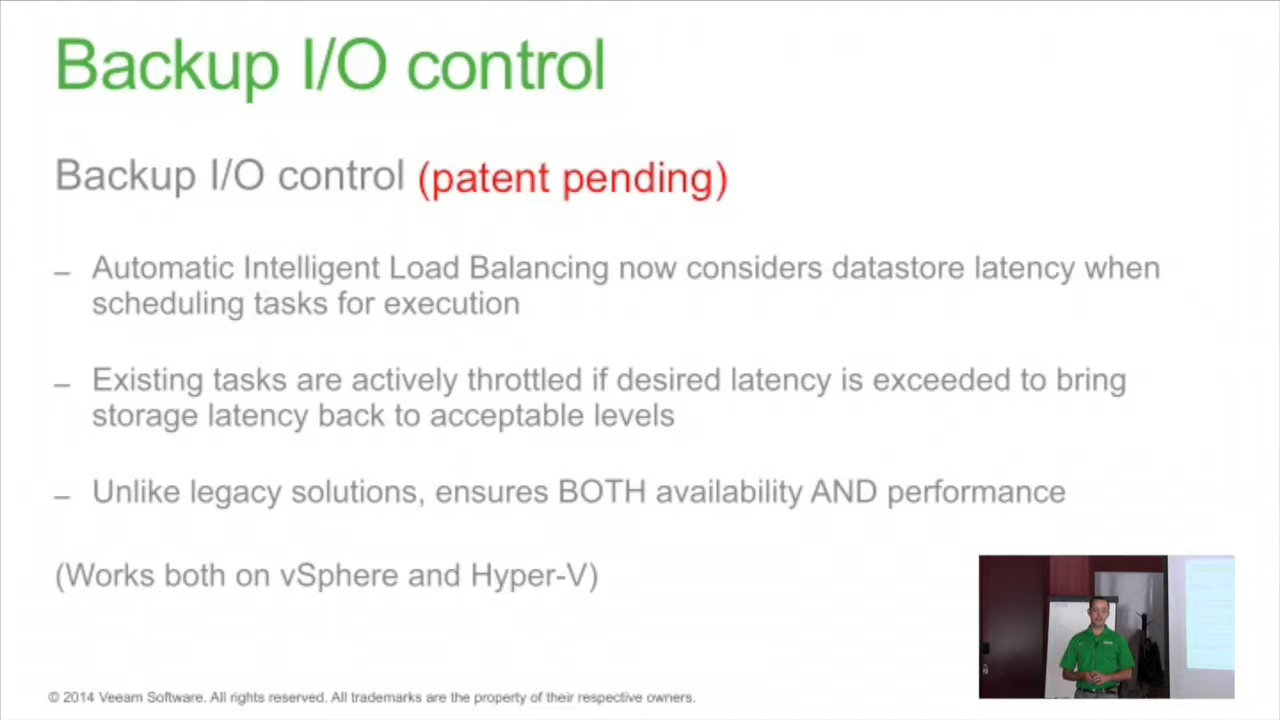 Backup I/O control
Backup I/O control (patent pending)
– Automatic Intelligent Load Balancing now considers datastore latency when
scheduling tasks for execution
– Existing tasks are actively throttled if desired latency is exceeded to bring
storage latency back to acceptable levels
– Unlike legacy solutions, ensures BOTH availability AND performance
(Works both on vSphere and Hyper-V)
© 2014 Veeam Software. All rights reserved. All trademarks are the property of their respective owners.